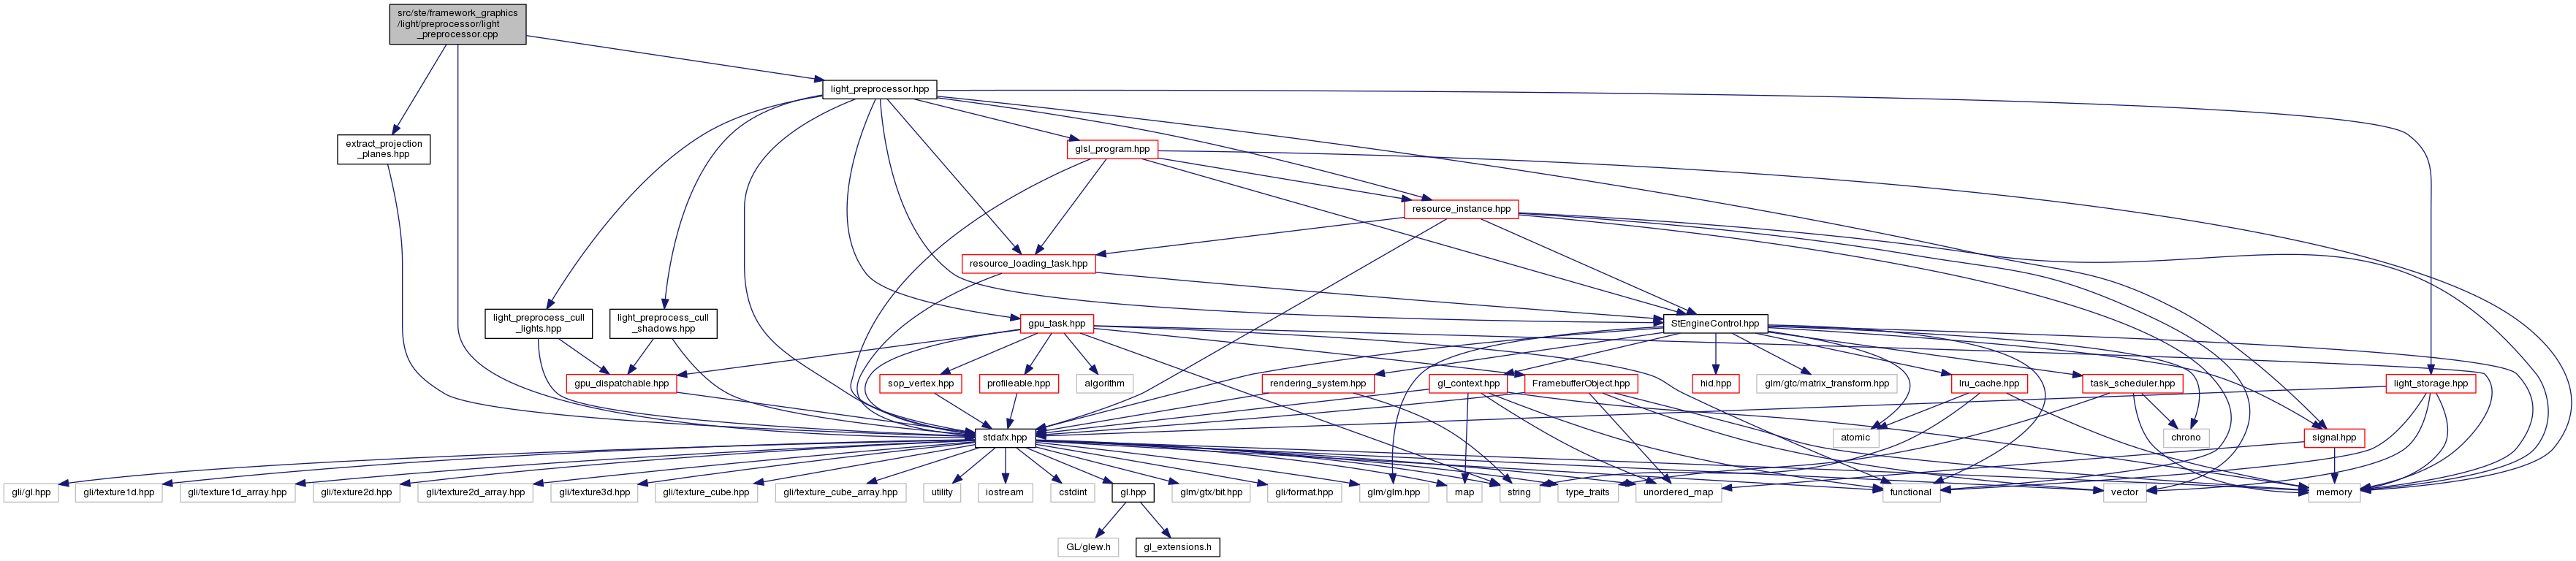 src/ste/framework_graphics
/light/preprocessor/light
_preprocessor.cpp
light_preprocessor.hpp
extract_projection
_planes.hpp
glsl_program.hpp
resource_instance.hpp
resource_loading_task.hpp
light_preprocess_cull
_lights.hpp
light_preprocess_cull
_shadows.hpp
gpu_task.hpp
StEngineControl.hpp
gpu_dispatchable.hpp
sop_vertex.hpp
profileable.hpp
algorithm
rendering_system.hpp
gl_context.hpp
FramebufferObject.hpp
hid.hpp
glm/gtc/matrix_transform.hpp
lru_cache.hpp
task_scheduler.hpp
light_storage.hpp
stdafx.hpp
atomic
chrono
signal.hpp
gli/gl.hpp
gli/texture1d.hpp
gli/texture1d_array.hpp
gli/texture2d.hpp
gli/texture2d_array.hpp
gli/texture3d.hpp
gli/texture_cube.hpp
gli/texture_cube_array.hpp
utility
iostream
cstdint
gl.hpp
glm/gtx/bit.hpp
gli/format.hpp
glm/glm.hpp
map
string
type_traits
unordered_map
functional
vector
memory
GL/glew.h
gl_extensions.h